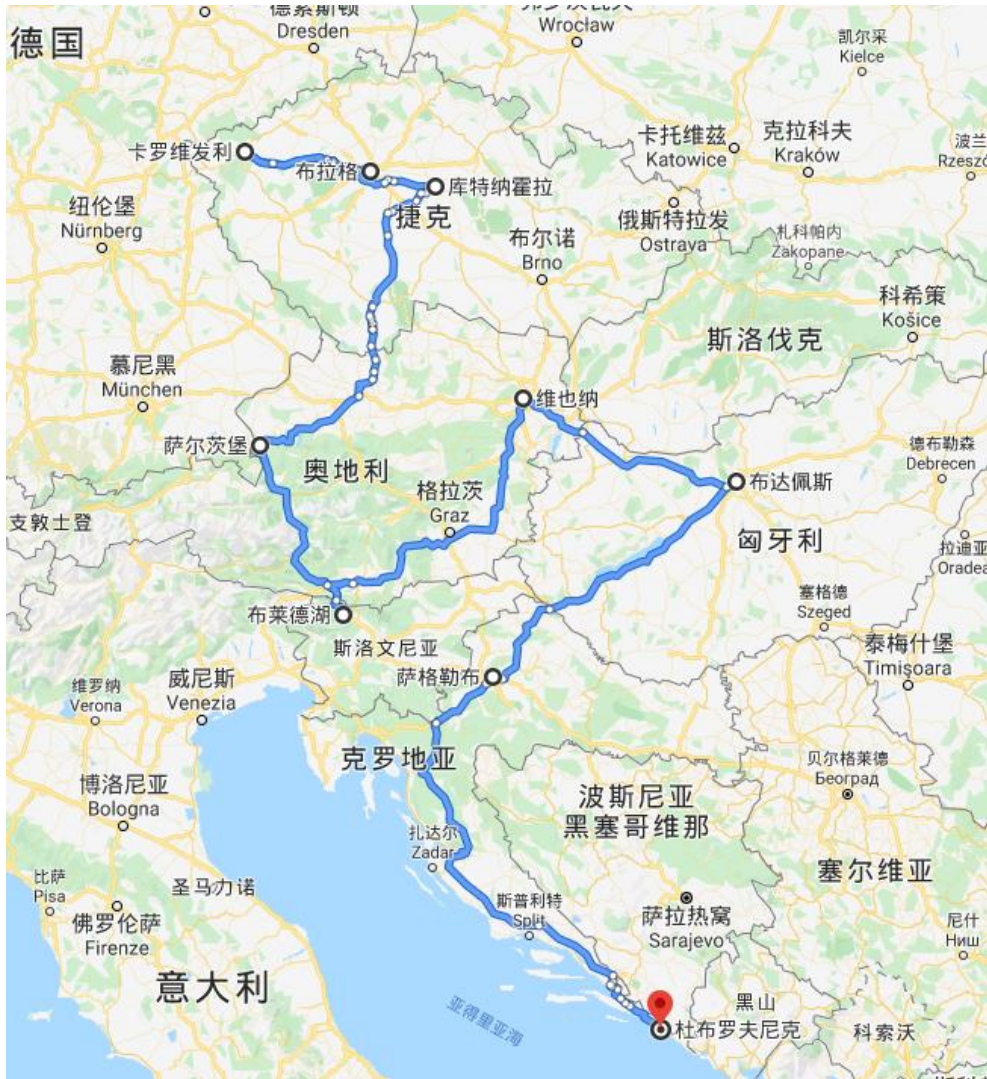 德索斯顿
Dresden
Wrocław
凯尔采
Kielce
德国
卡罗维发利
布拉格
库特纳霍拉
捷克
卡托维兹
Katowice
克拉科夫
Kraków
波兰
Rzeszó
纽伦堡
Nürnberg
布尔诺
Brno
俄斯特拉发
Ostrava
札科帕内
Zakopane
科希策
Košice
斯洛伐克
慕尼黑
München
维也纳
萨尔茨堡
奥地利
格拉茨
Graz
布达佩斯
德布勒森
Debrecen
支敦士登
匈牙利
拉迪亚
Oradea
布莱德湖
斯洛文尼亚
塞格德
Szeged
萨格勒布
泰梅什堡
Timișoara
维罗纳
Verona
威尼斯
Venezia
克罗地亚
博洛尼亚
Bologna
波斯尼亚
黑塞哥维那
贝尔格莱德
Београд
扎达尔
Zadar
塞尔维亚
比萨
Pisa
圣马力诺
佛罗伦萨
Firenze
斯普利特
Split
萨拉热窝
Sarajevo
尼什
Ниш
意大利
亚得里亚海
黑山
杜布罗夫尼克
科索沃